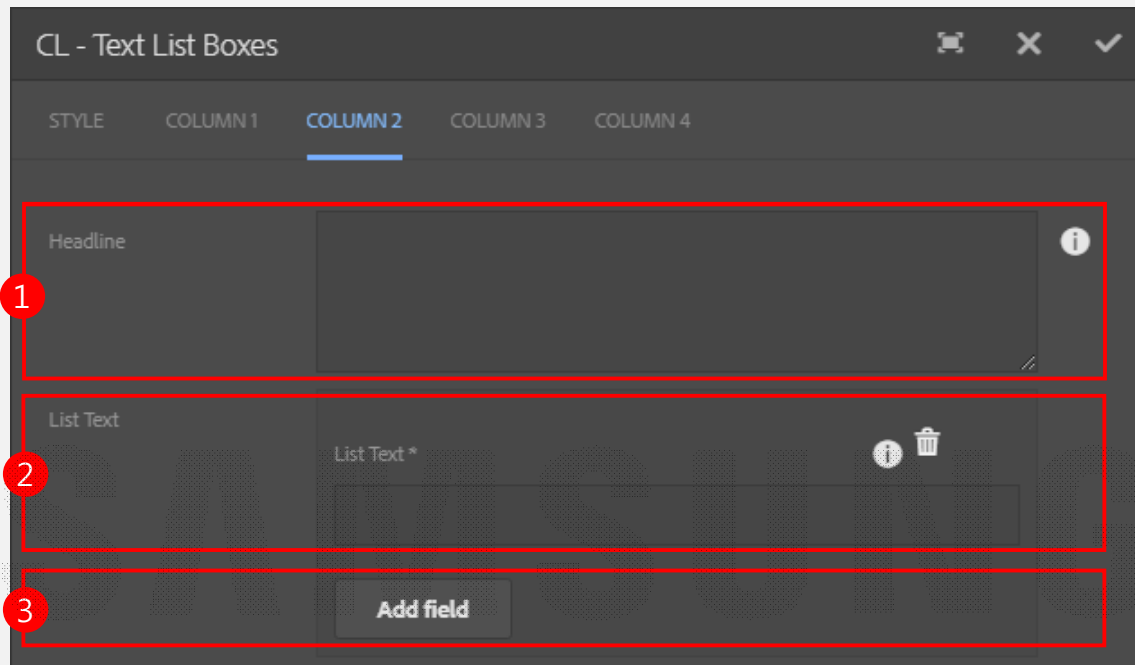 CL - Text List Boxes
STYLE COLUMN 1 COLUMN 2 COLUMN 3 COLUMN 4
1
Headline
2
List Text
List Text *
SAMSUNG
3
Add field